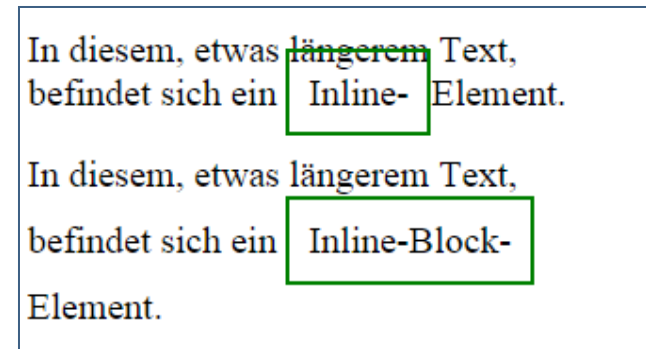 In diesem, etwas längerem Text,
befindet sich ein Inline- Element.
In diesem, etwas längerem Text,
befindet sich ein Inline-Block-
Element.